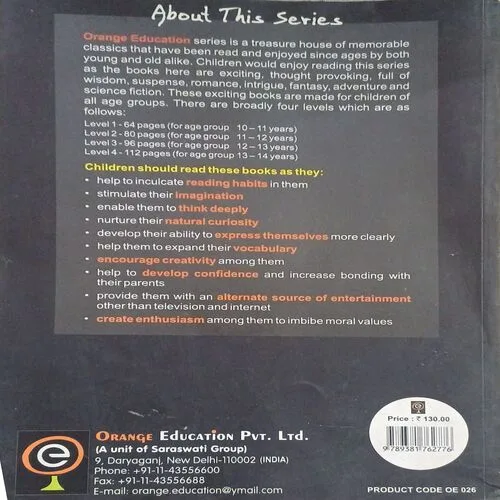 About This Series
Orange Education series is a treasure house of memorable
classics that have been read and enjoyed since ages by both
young and old alike. Children would enjoy reading this series
as the books here are exciting, thought provoking, full of
wisdom, suspense, romance, intrigue, fantasy, adventure and
science fiction. These exciting books are made for children of
all age groups. There are broadly four levels which are as
follows:
Level 1 - 64 pages (for age group 10 – 11 years)
Level 2 - 80 pages (for age group 11 – 12 years)
Level 3 - 96 pages (for age group 12 – 13 years)
Level 4 - 112 pages (for age group 13 – 14 years)
Children should read these books as they:
• help to inculcate reading habits in them
• stimulate their imagination
• enable them to think deeply
• nurture their natural curiosity
• develop their ability to express themselves more clearly
• help them to expand their vocabulary
• encourage creativity among them
• help to develop confidence and increase bonding with
their parents
• provide them with an alternate source of entertainment
other than television and internet
• create enthusiasm among them to imbibe moral values
e
Orange Education Pvt. Ltd.
(A unit of Saraswati Group)
9, Daryaganj, New Delhi-110002 (INDIA)
Phone: +91-11-43556600
Fax: +91-11-43556688
E-mail: orange.education@ymail.com
Price : ₹ 130.00
9789381762776
PRODUCT CODE OE 026